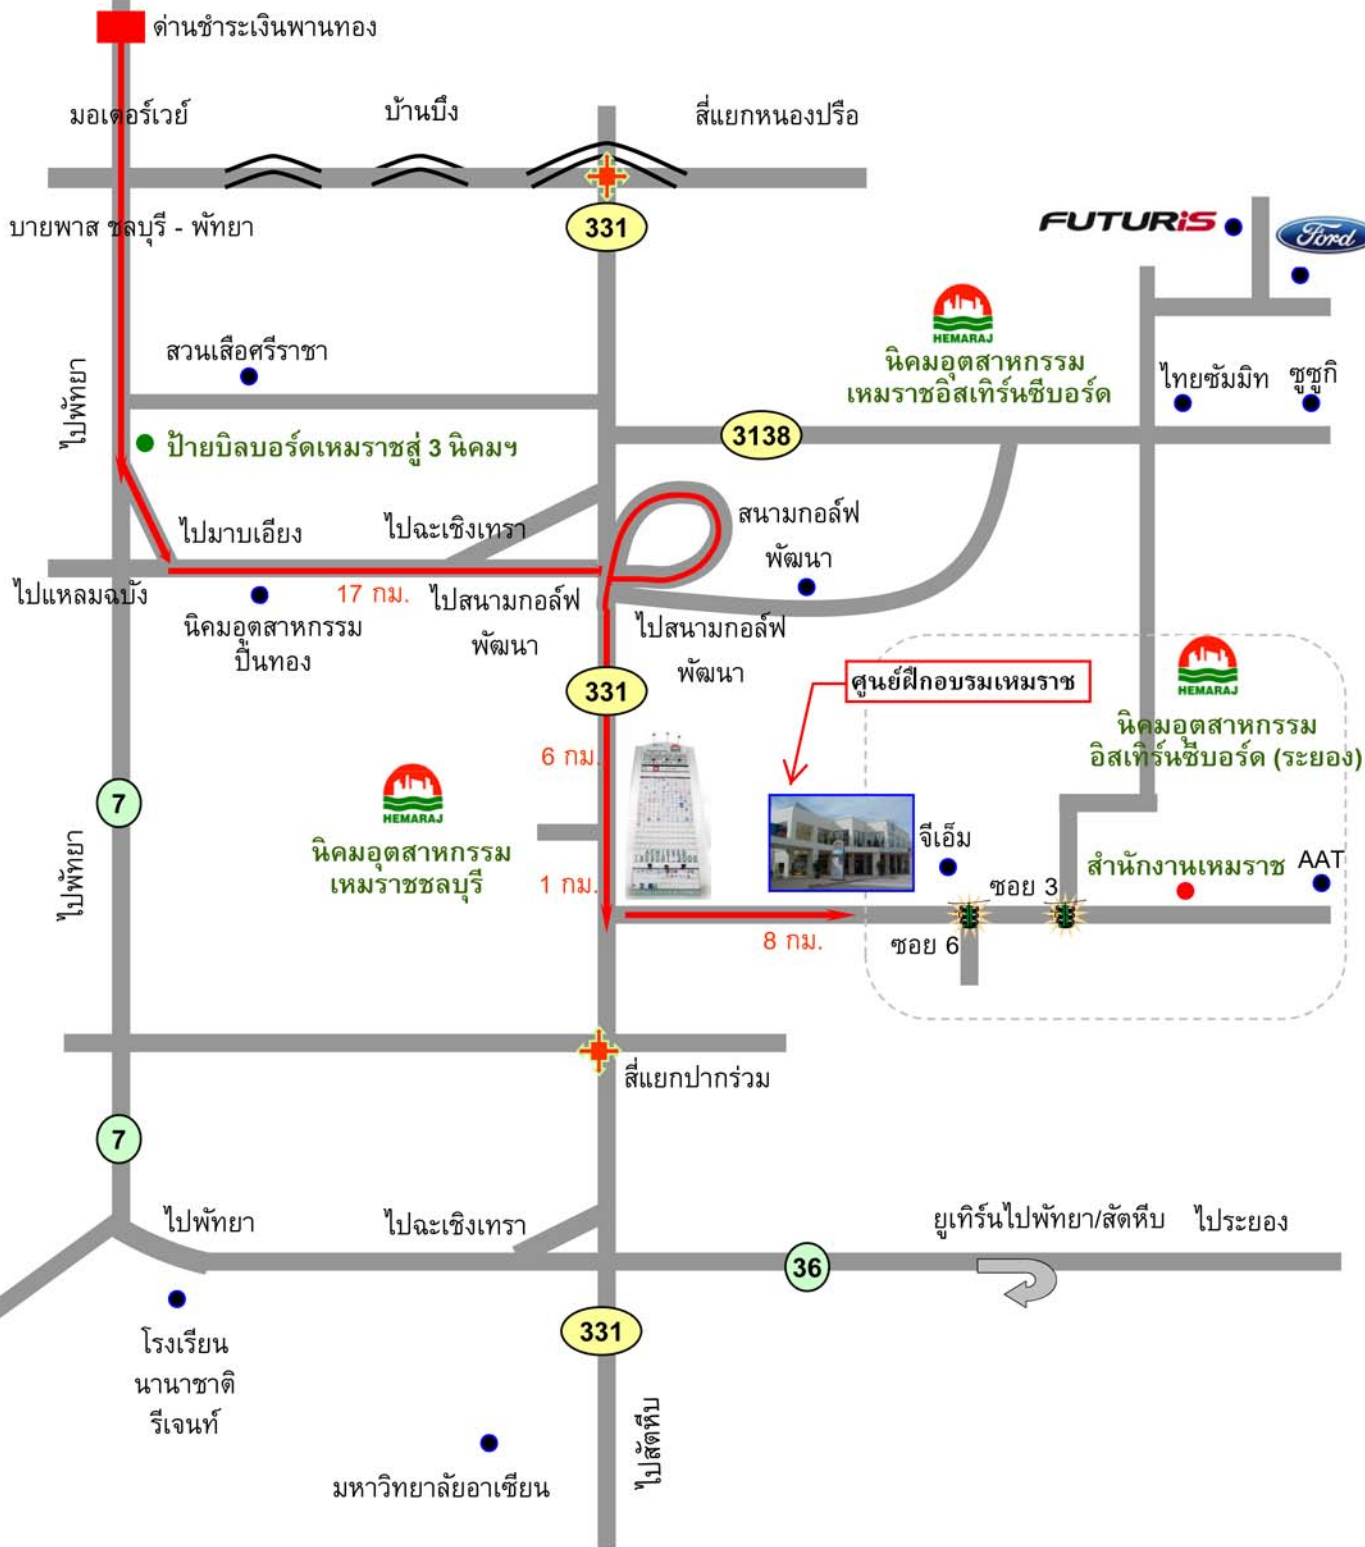 ด่านชำระเงินพานทอง
มอเตอร์เวย์
บ้านบึง
สี่แยกหนองปรือ
บายพาส ชลบุรี - พัทยา
331
FUTURIS
Ford
HEMARAJ
นิคมอุตสาหกรรม
เหมราชอิสเทิร์นซีบอร์ด
สวนเสือศรีราชา
ไทยซัมมิท
ซูซูกิ
ไปพัทยา
3138
ป้ายบิลบอร์ดเหมราชสู่ 3 นิคมฯ
ไปมาบเอียง
ไปฉะเชิงเทรา
สนามกอล์ฟ
พัฒนา
ไปแหลมฉบัง
17 กม.
ไปสนามกอล์ฟ
พัฒนา
นิคมอุตสาหกรรม
ปิ่นทอง
ไปสนามกอล์ฟ
พัฒนา
331
ศูนย์ฝึกอบรมเหมราช
HEMARAJ
นิคมอุตสาหกรรม
อิสเทิร์นซีบอร์ด (ระยอง)
6 กม.
7
HEMARAJ
นิคมอุตสาหกรรม
เหมราชชลบุรี
จีเอ็ม
ไปพัทยา
1 กม.
ซอย 3
สำนักงานเหมราช
AAT
8 กม.
ซอย 6
สี่แยกปากร่วม
7
ไปพัทยา
ไปฉะเชิงเทรา
ยูเทิร์นไปพัทยา/สัตหีบ
ไประยอง
36
331
โรงเรียน
นานาชาติ
รีเจนท์
ไปสัตหีบ
มหาวิทยาลัยอาเซียน